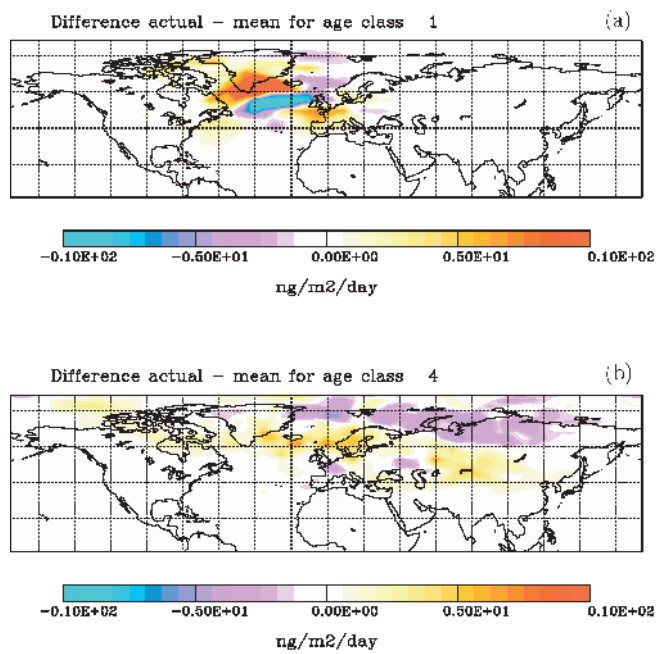 Difference actual – mean for age class 1 (a)
-0.10E+02 -0.50E+01 0.00E+00 0.50E+01 0.10E+02
ng/m2/day
Difference actual – mean for age class 4 (b)
-0.10E+02 -0.50E+01 0.00E+00 0.50E+01 0.10E+02
ng/m2/day